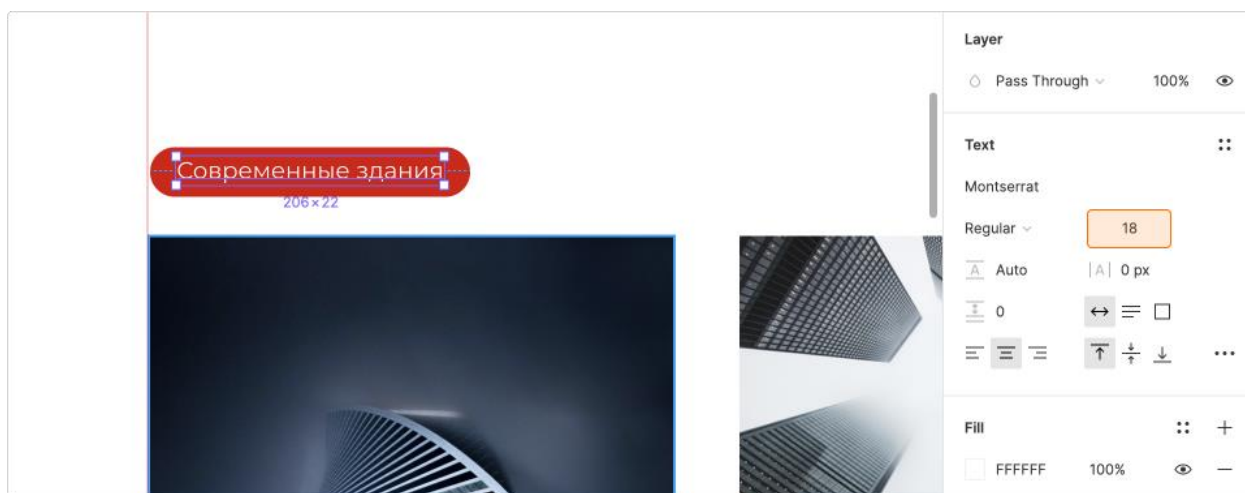 Layer
Pass Through 100%
Text
Современные здания
Montserrat
206 × 22
Regular 18
A Auto |A| 0 px
0
Fill
FFFFFF 100%